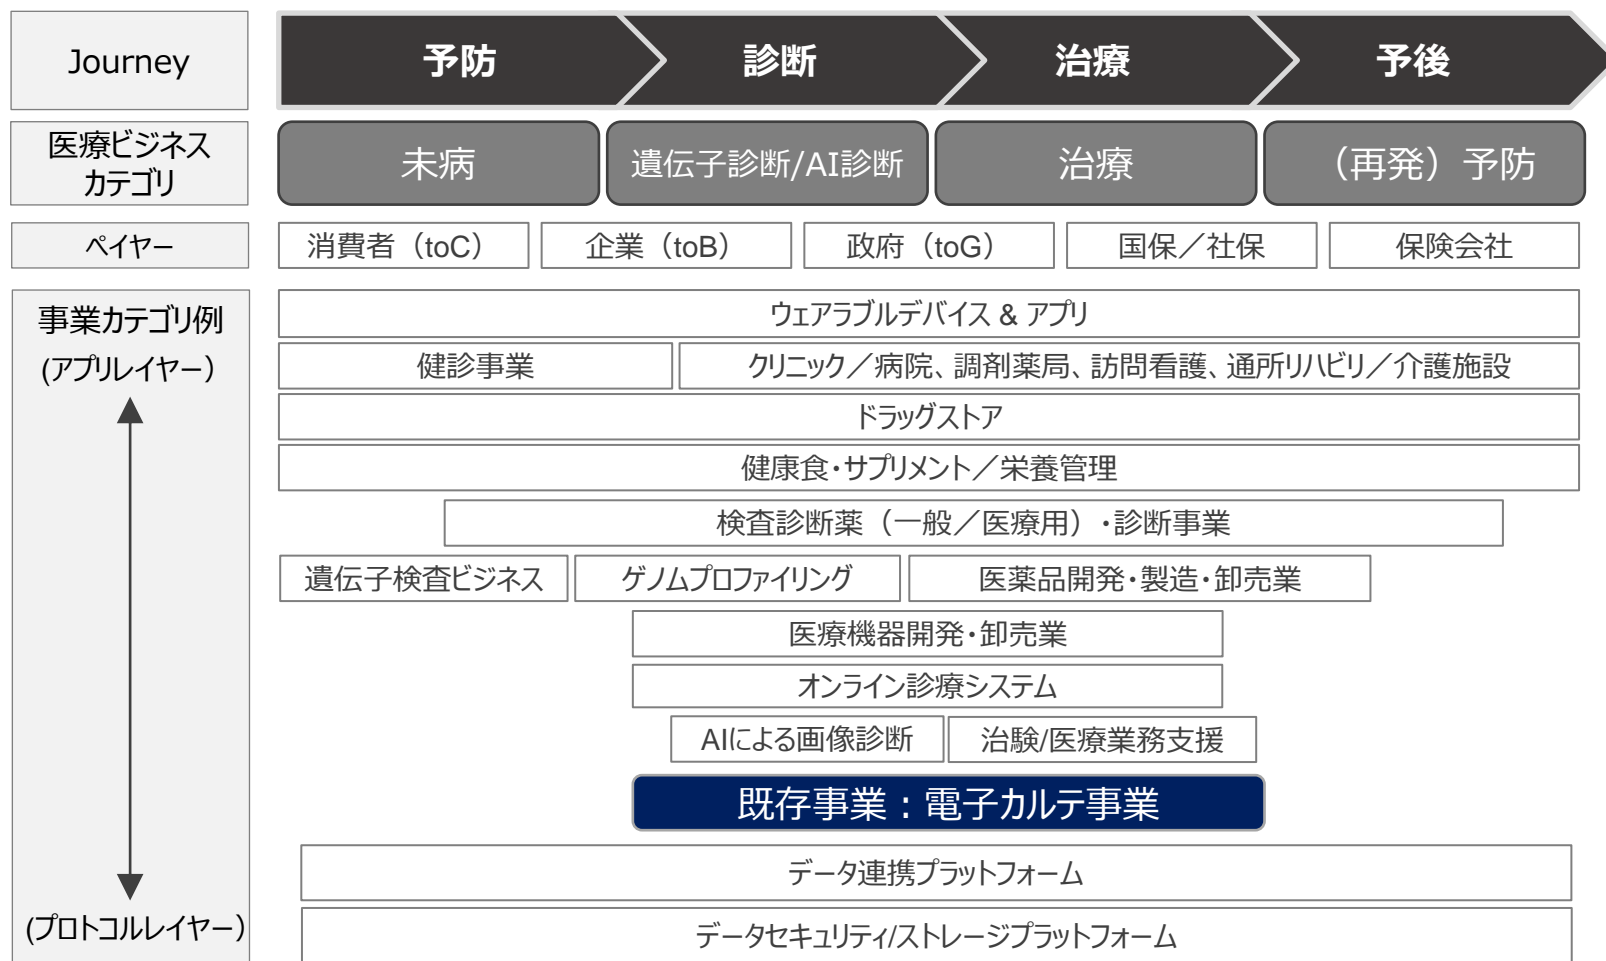 Journey
予防
診断
治療
予後
医療ビジネス
カテゴリ
未病
遺伝子診断/AI診断
治療
（再発）予防
ペイヤー
消費者（toC）
企業（toB）
政府（toG）
国保／社保
保険会社
事業カテゴリ例
(アプリレイヤー)
ウェアラブルデバイス & アプリ
健診事業
クリニック／病院、調剤薬局、訪問看護、通所リハビリ／介護施設
ドラッグストア
健康食・サプリメント／栄養管理
検査診断薬（一般／医療用）・診断事業
遺伝子検査ビジネス
ゲノムプロファイリング
医薬品開発・製造・卸売業
医療機器開発・卸売業
オンライン診療システム
AIによる画像診断
治験/医療業務支援
既存事業：電子カルテ事業
データ連携プラットフォーム
(プロトコルレイヤー)
データセキュリティ/ストレージプラットフォーム